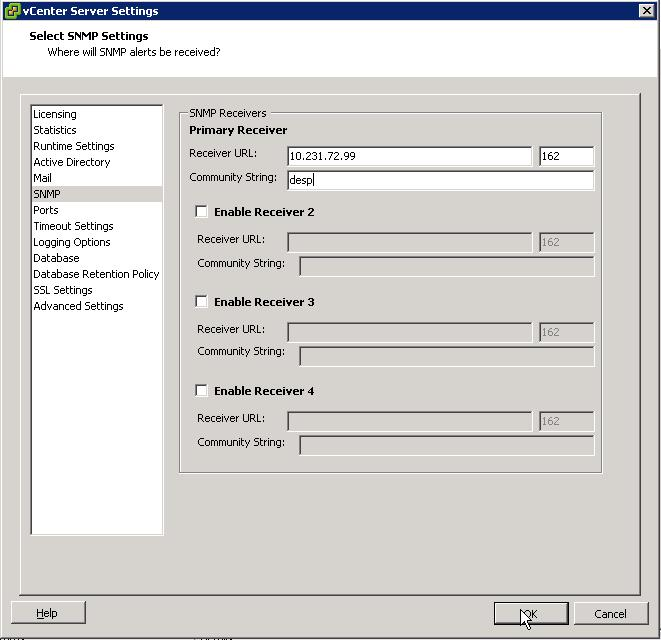 vCenter Server Settings
Select SNMP Settings
Where will SNMP alerts be received?
Licensing
Statistics
Runtime Settings
Active Directory
Mail
SNMP
Ports
Timeout Settings
Logging Options
Database
Database Retention Policy
SSL Settings
Advanced Settings
SNMP Receivers
Primary Receiver
Receiver URL: 10.231.72.99 162
Community String: desp
Enable Receiver 2
Receiver URL: 162
Community String:
Enable Receiver 3
Receiver URL: 162
Community String:
Enable Receiver 4
Receiver URL: 162
Community String:
Help OK Cancel